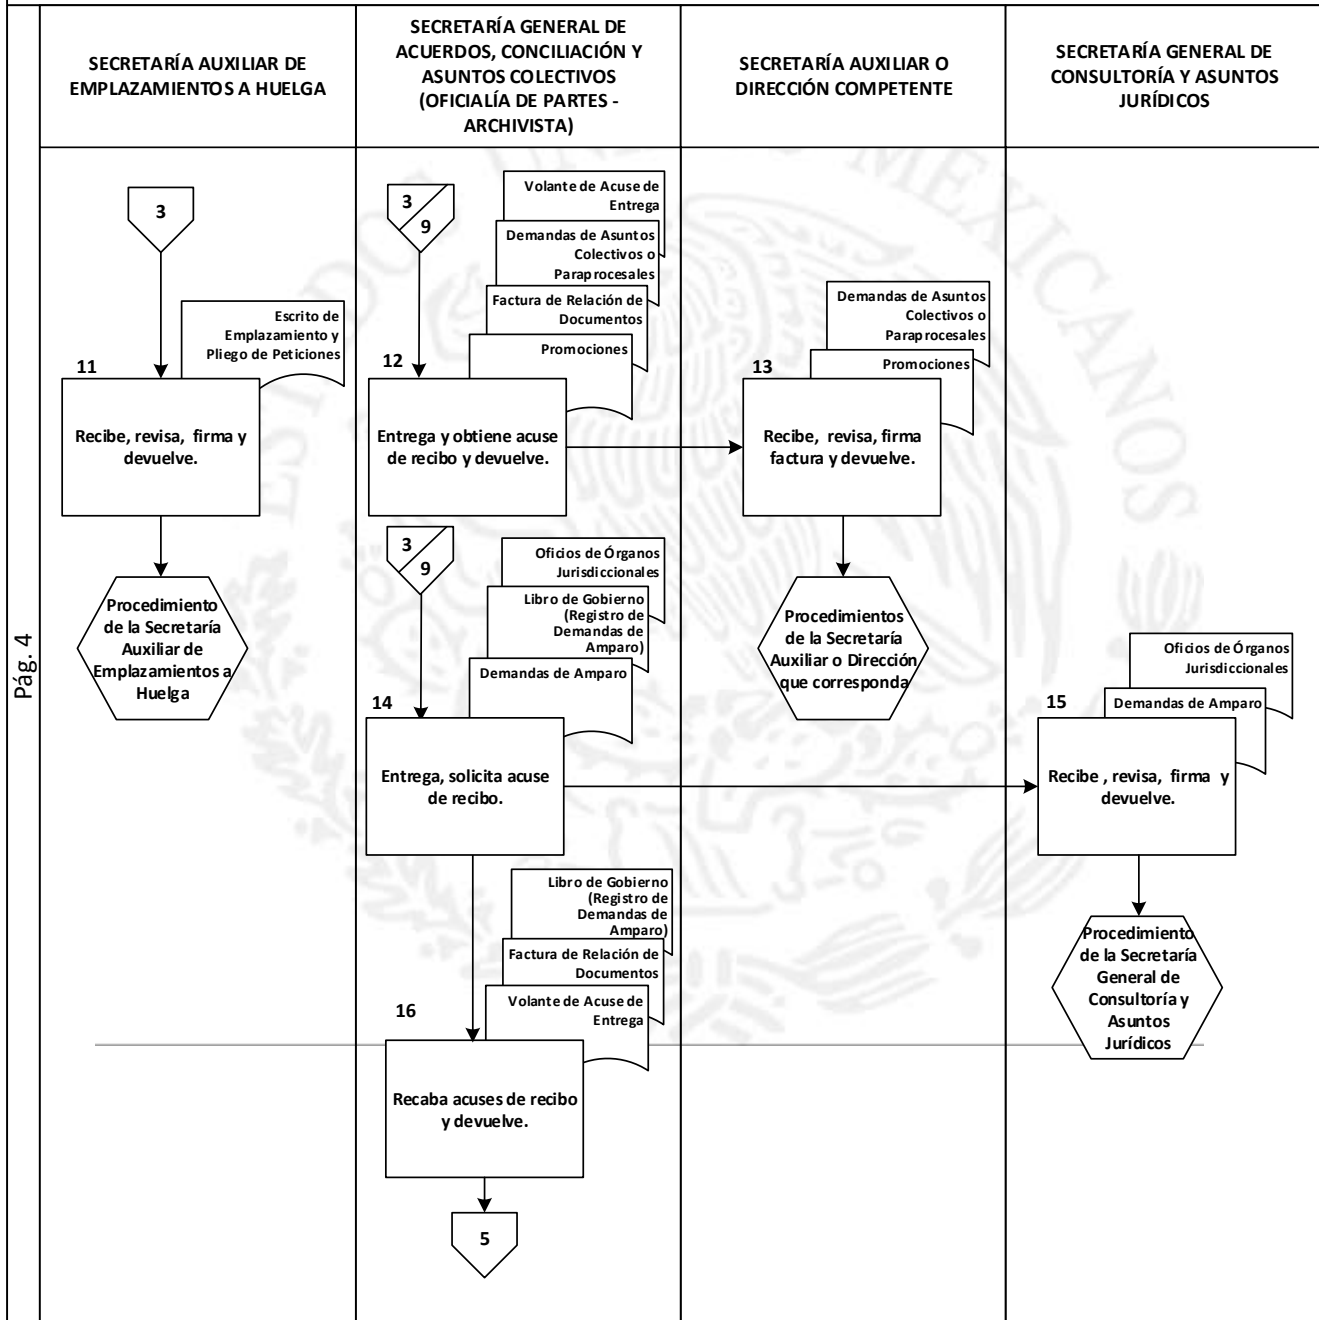 Pág. 4
SECRETARÍA AUXILIAR DE
EMPLAZAMIENTOS A HUELGA
SECRETARÍA GENERAL DE
ACUERDOS, CONCILIACIÓN Y
ASUNTOS COLECTIVOS
(OFICIALÍA DE PARTES -
ARCHIVISTA)
SECRETARÍA AUXILIAR O
DIRECCIÓN COMPETENTE
SECRETARÍA GENERAL DE
CONSULTORÍA Y ASUNTOS
JURÍDICOS
3
Escrito de
Emplazamiento y
Pliego de Peticiones
11
Recibe, revisa, firma y
devuelve.
Procedimiento
de la Secretaría
Auxiliar de
Emplazamientos a
Huelga
3
9
Volante de Acuse de
Entrega
Demandas de Asuntos
Colectivos o
Paraprocesales
Factura de Relación de
Documentos
Promociones
12
Entrega y obtiene acuse
de recibo y devuelve.
Demandas de Asuntos
Colectivos o
Paraprocesales
Promociones
13
Recibe, revisa, firma
factura y devuelve.
Procedimientos
de la Secretaría
Auxiliar o Dirección
que corresponda
3
9
Oficios de Órganos
Jurisdiccionales
Libro de Gobierno
(Registro de
Demandas de
Amparo)
Demandas de Amparo
14
Entrega, solicita acuse
de recibo.
Oficios de Órganos
Jurisdiccionales
Demandas de Amparo
15
Recibe , revisa, firma y
devuelve.
Procedimiento
de la Secretaría
General de
Consultoría y
Asuntos
Jurídicos
Libro de Gobierno
(Registro de
Demandas de
Amparo)
Factura de Relación de
Documentos
Volante de Acuse de
Entrega
16
Recaba acuses de recibo
y devuelve.
5
ESTADOS UNIDOS MEXICANOS